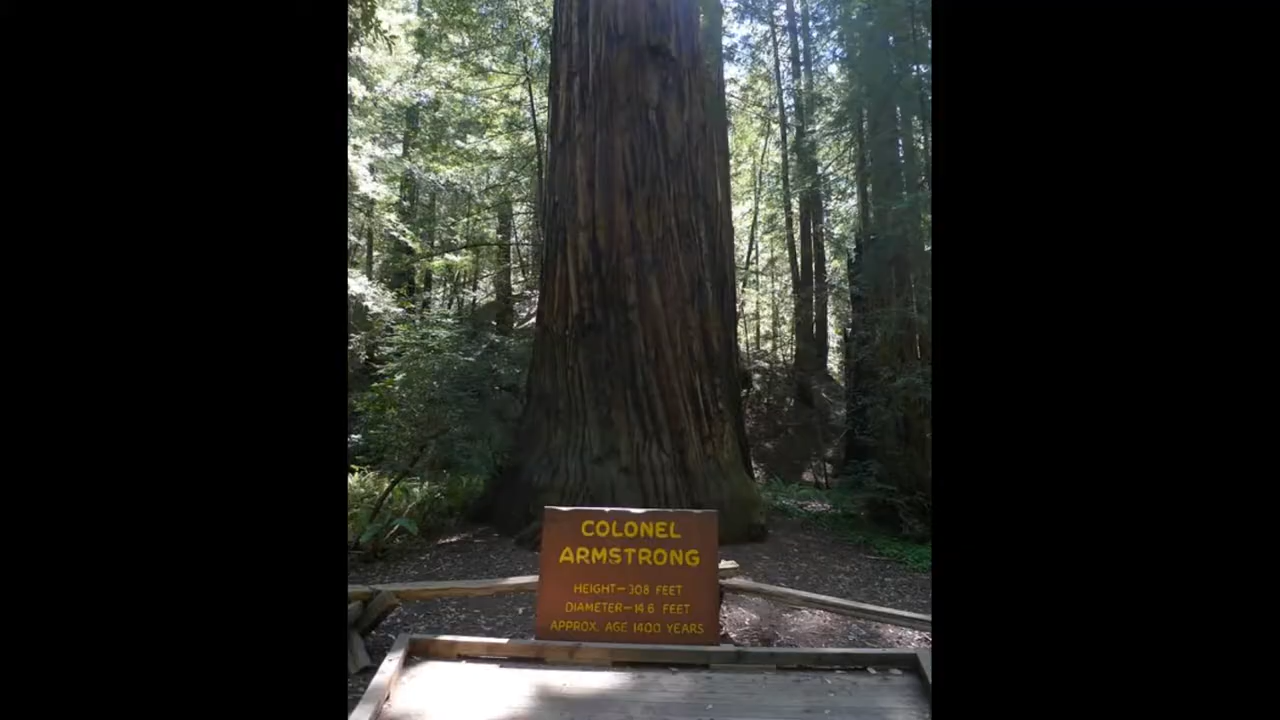 COLONEL
ARMSTRONG
HEIGHT—308 FEET
DIAMETER—14.6 FEET
APPROX. AGE 1400 YEARS